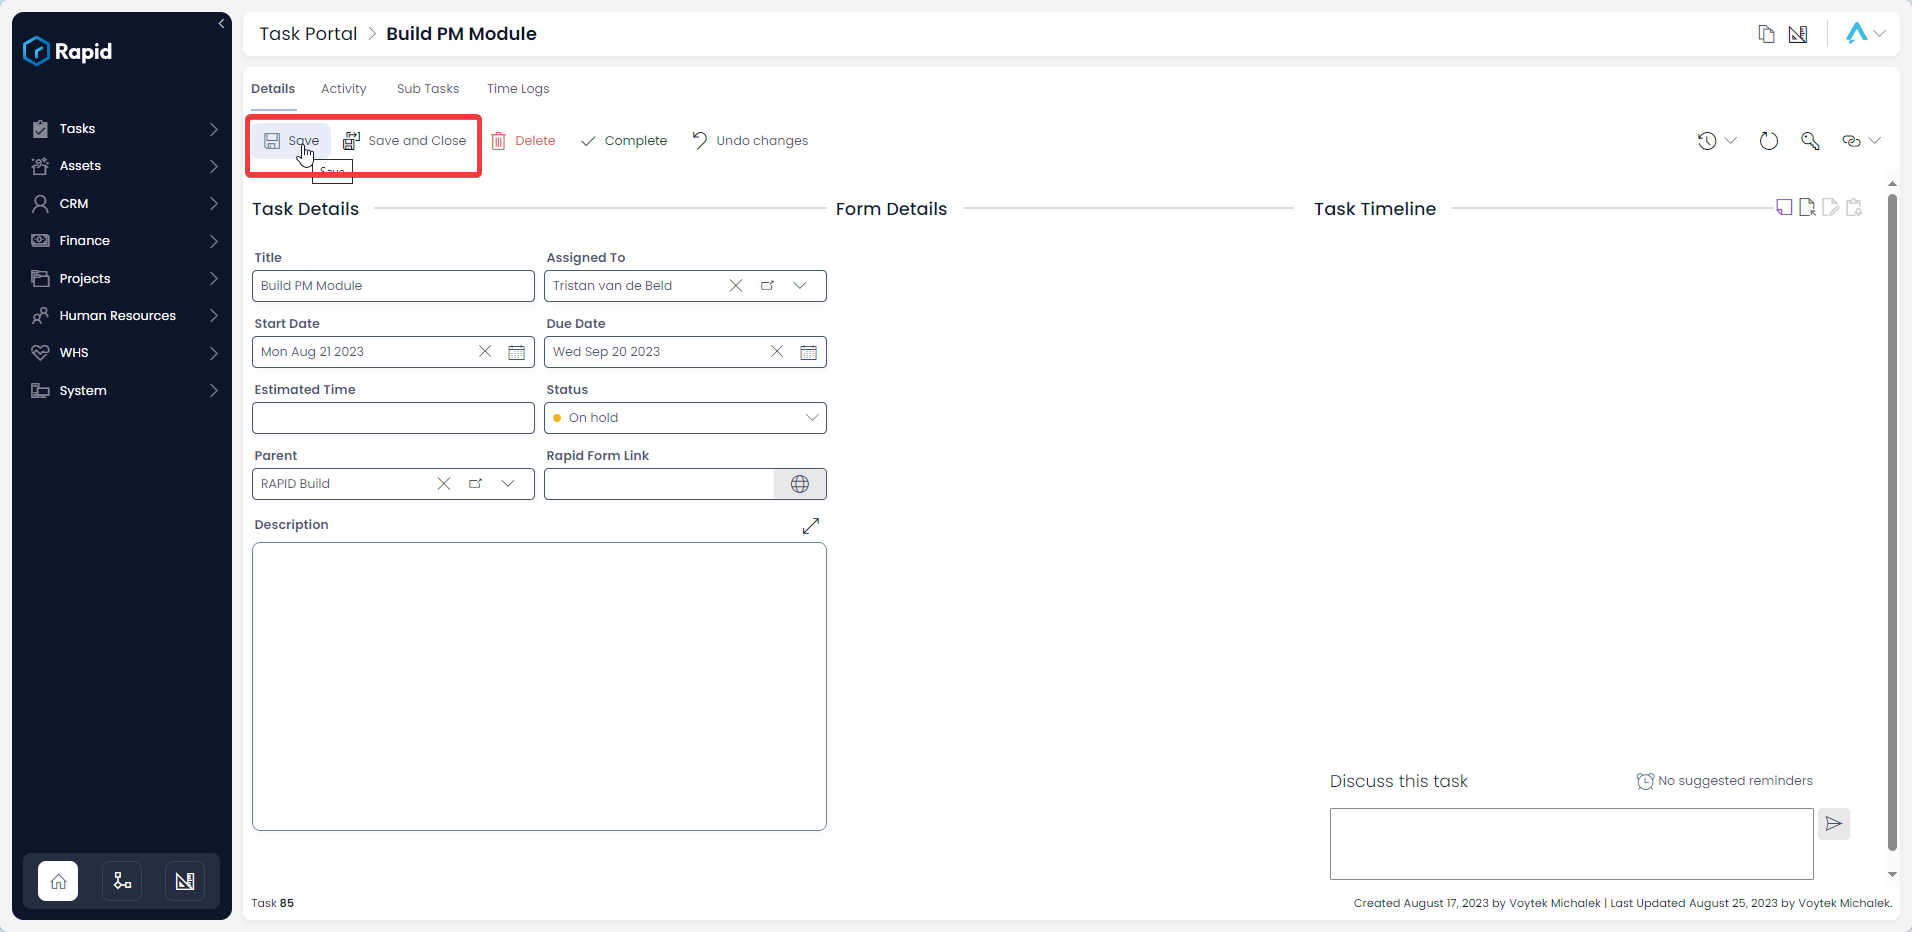 Rapid
Task Portal > Build PM Module
Tasks
Assets
CRM
Finance
Projects
Human Resources
WHS
System
Details Activity Sub Tasks Time Logs
Save Save and Close Delete Complete Undo changes
Save
Task Details Form Details Task Timeline
Title Assigned To
Build PM Module Tristan van de Beld
Start Date Due Date
Mon Aug 21 2023 Wed Sep 20 2023
Estimated Time Status
On hold
Parent Rapid Form Link
RAPID Build
Description
Discuss this task No suggested reminders
Task 85 Created August 17, 2023 by Voytek Michalek | Last Updated August 25, 2023 by Voytek Michalek.